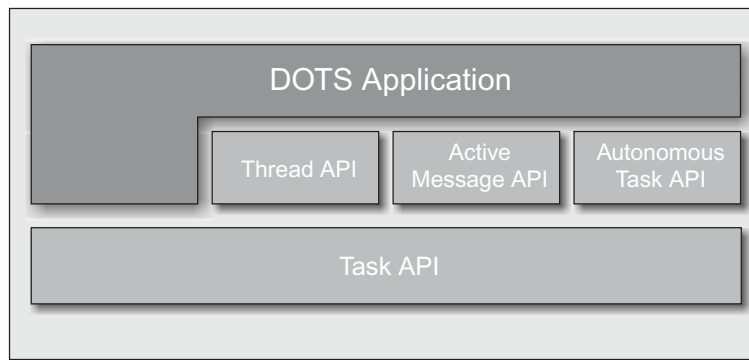 DOTS Application
Thread API
Active
Message API
Autonomous
Task API
Task API